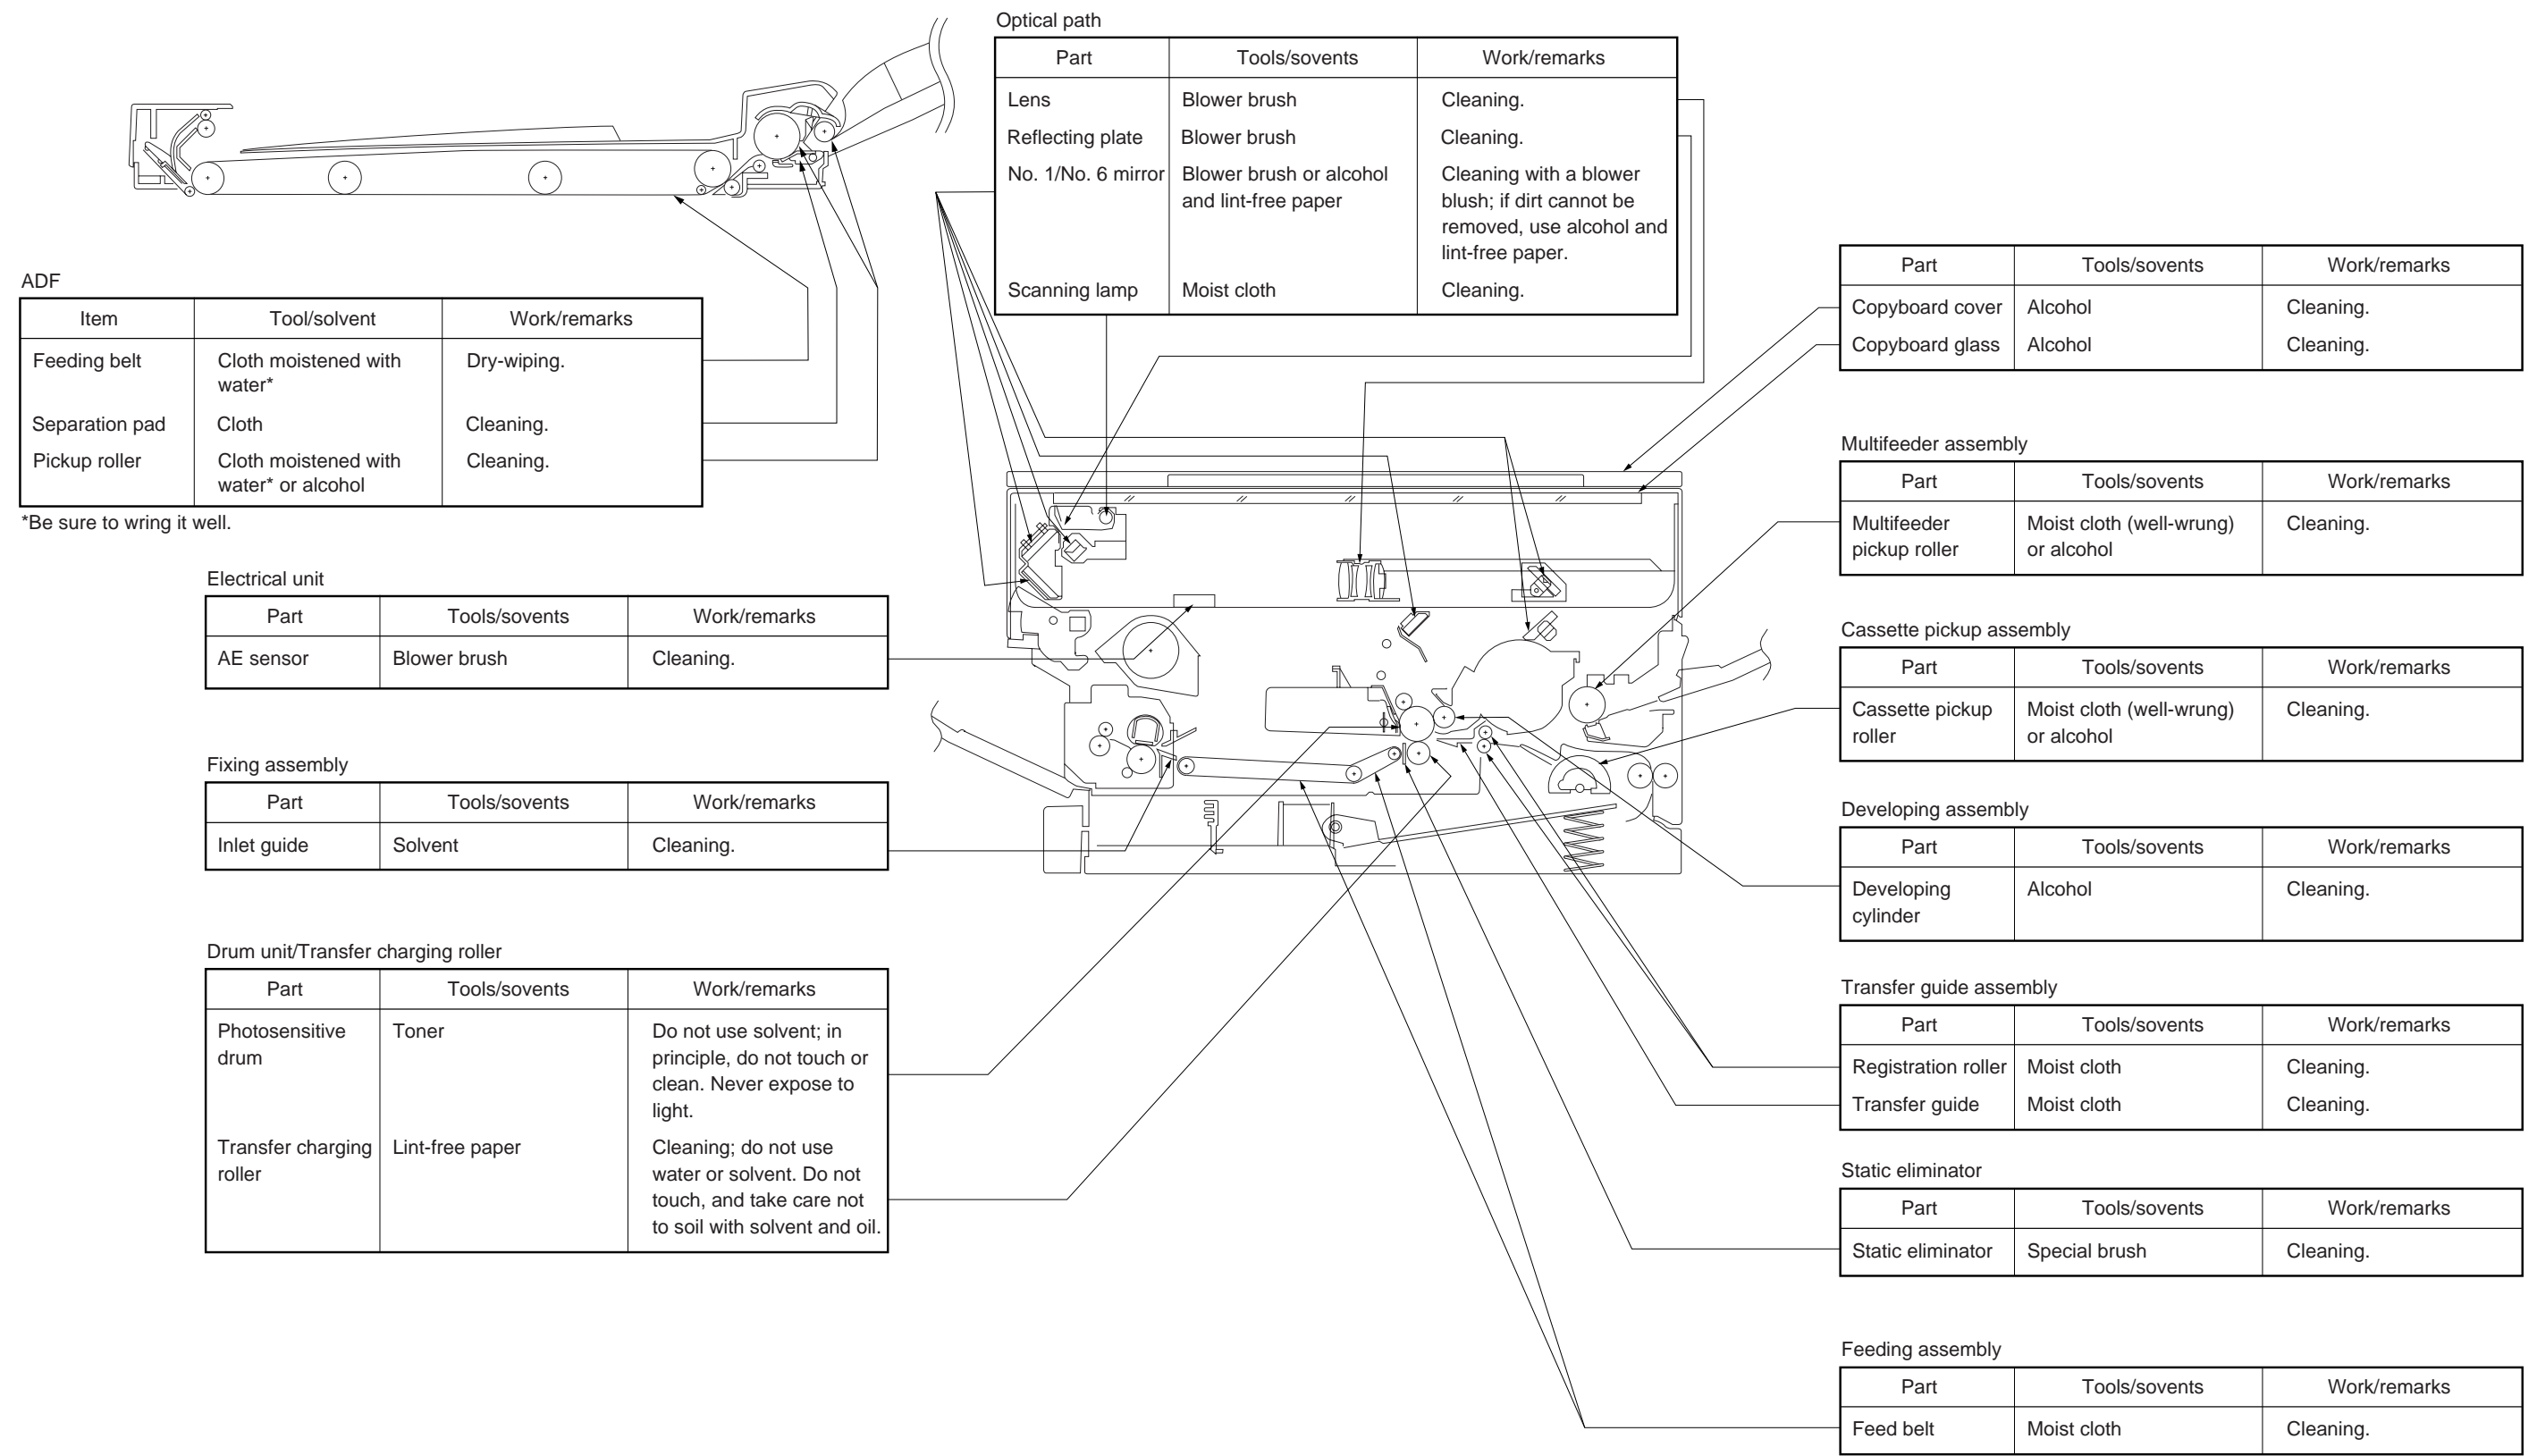 Optical path
Part Tools/sovents Work/remarks
Lens Blower brush Cleaning.
Reflecting plate Blower brush Cleaning.
No. 1/No. 6 mirror Blower brush or alcohol Cleaning with a blower
and lint-free paper blush; if dirt cannot be
removed, use alcohol and
lint-free paper.
Scanning lamp Moist cloth Cleaning.
ADF
Item Tool/solvent Work/remarks
Feeding belt Cloth moistened with Dry-wiping.
water*
Separation pad Cloth Cleaning.
Pickup roller Cloth moistened with Cleaning.
water* or alcohol
*Be sure to wring it well.
Electrical unit
Part Tools/sovents Work/remarks
AE sensor Blower brush Cleaning.
Fixing assembly
Part Tools/sovents Work/remarks
Inlet guide Solvent Cleaning.
Drum unit/Transfer charging roller
Part Tools/sovents Work/remarks
Photosensitive Toner Do not use solvent; in
drum principle, do not touch or
clean. Never expose to
light.
Transfer charging Lint-free paper Cleaning; do not use
roller water or solvent. Do not
touch, and take care not
to soil with solvent and oil.
Part Tools/sovents Work/remarks
Copyboard cover Alcohol Cleaning.
Copyboard glass Alcohol Cleaning.
Multifeeder assembly
Part Tools/sovents Work/remarks
Multifeeder Moist cloth (well-wrung) Cleaning.
pickup roller or alcohol
Cassette pickup assembly
Part Tools/sovents Work/remarks
Cassette pickup Moist cloth (well-wrung) Cleaning.
roller or alcohol
Developing assembly
Part Tools/sovents Work/remarks
Developing Alcohol Cleaning.
cylinder
Transfer guide assembly
Part Tools/sovents Work/remarks
Registration roller Moist cloth Cleaning.
Transfer guide Moist cloth Cleaning.
Static eliminator
Part Tools/sovents Work/remarks
Static eliminator Special brush Cleaning.
Feeding assembly
Part Tools/sovents Work/remarks
Feed belt Moist cloth Cleaning.